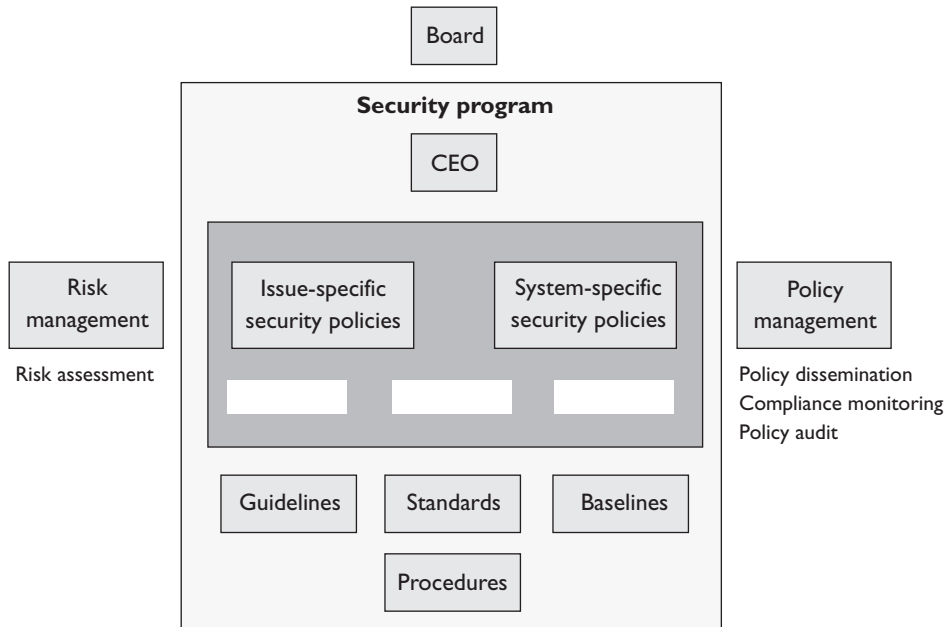 Board
Security program
CEO
Risk
management
Risk assessment
Issue-specific
security policies
System-specific
security policies
Policy
management
Policy dissemination
Compliance monitoring
Policy audit
Guidelines
Standards
Baselines
Procedures